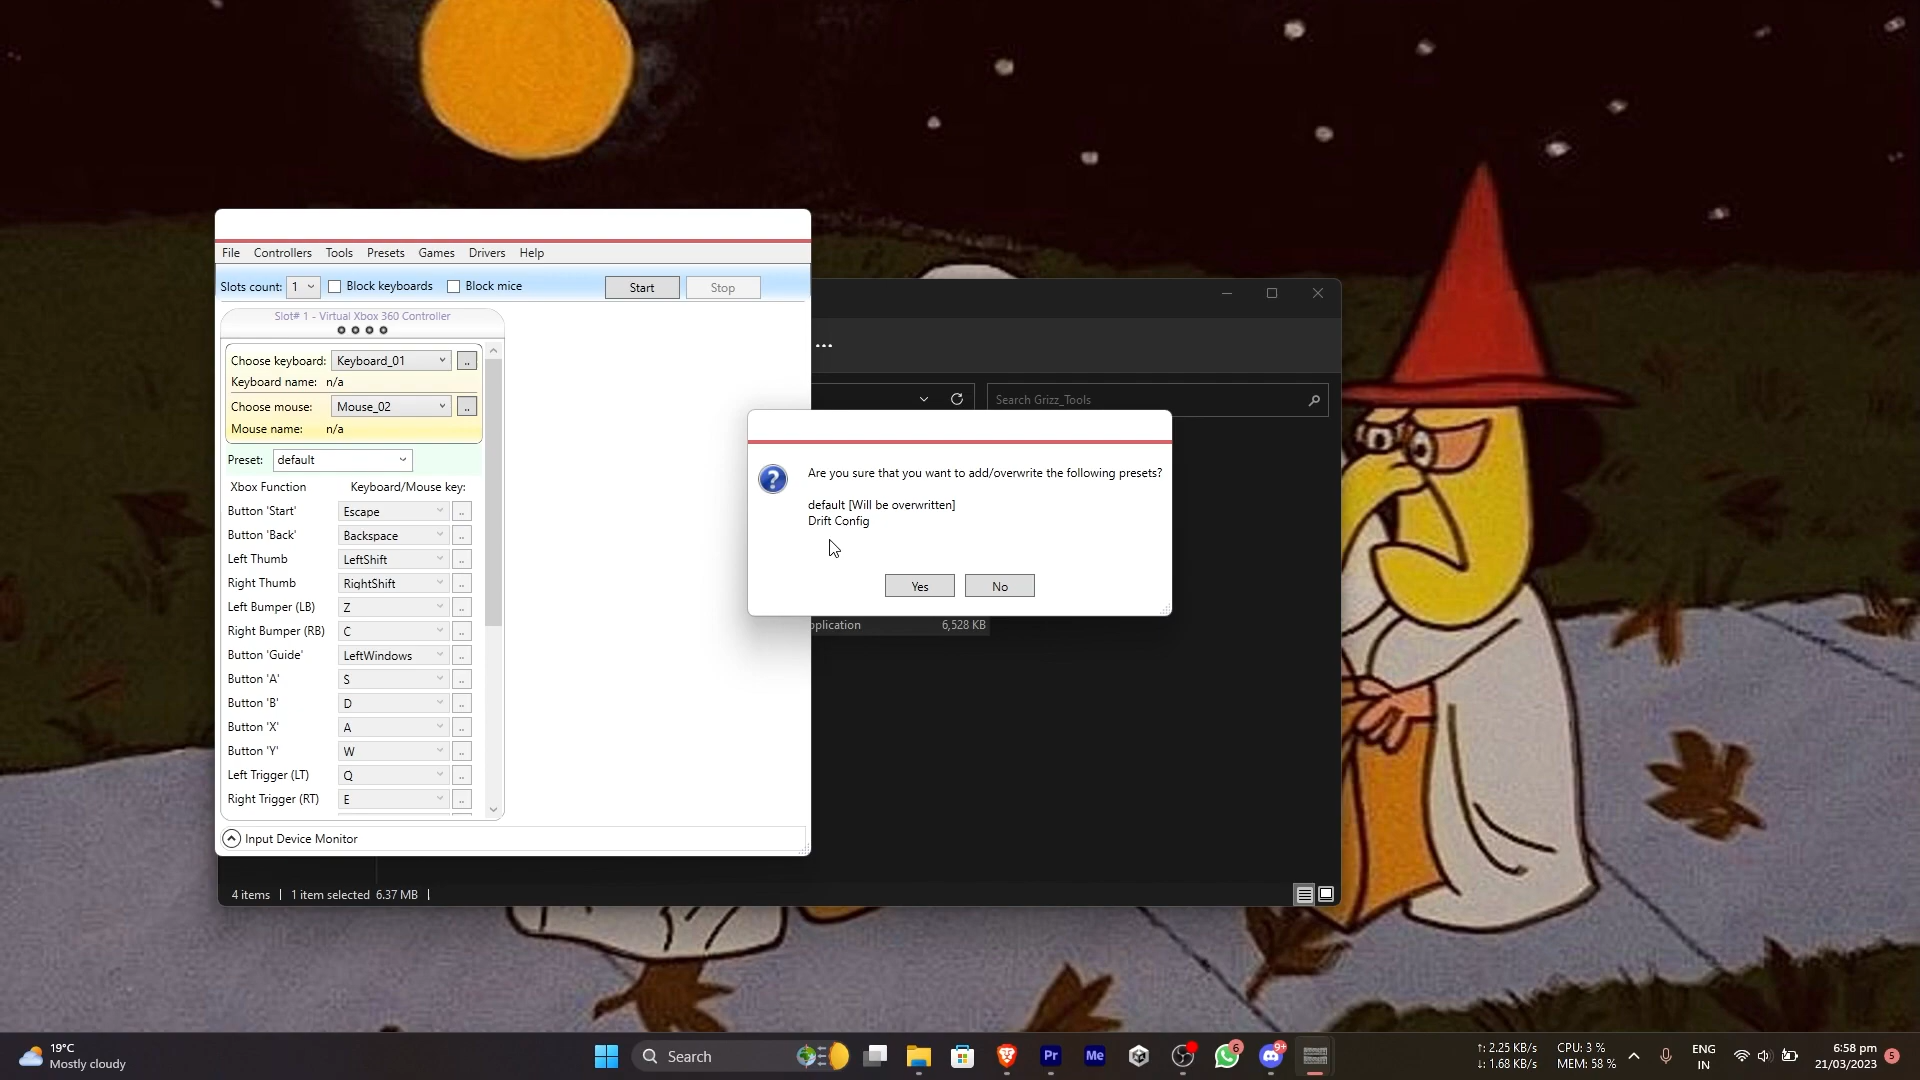 File Controllers Tools Presets Games Drivers Help
Slots count: 1 Block keyboards Block mice Start Stop
Slot# 1 - Virtual Xbox 360 Controller
Choose keyboard: Keyboard_01 ..
Keyboard name: n/a
Choose mouse: Mouse_02 ..
Mouse name: n/a
Preset: default
Xbox Function Keyboard/Mouse key:
Button 'Start' Escape ..
Button 'Back' Backspace ..
Left Thumb LeftShift ..
Right Thumb RightShift ..
Left Bumper (LB) Z ..
Right Bumper (RB) C ..
Button 'Guide' LeftWindows ..
Button 'A' S ..
Button 'B' D ..
Button 'X' A ..
Button 'Y' W ..
Left Trigger (LT) Q ..
Right Trigger (RT) E ..
Input Device Monitor
...
Search Grizz_Tools
Are you sure that you want to add/overwrite the following presets?
default [Will be overwritten]
Drift Config
Yes No
pplication 6,528 KB
4 items 1 item selected 6.37 MB
19°C
Mostly cloudy
Search
Pr
Me
6
9+
↑: 2.25 KB/s
↓: 1.68 KB/s
CPU: 3 %
MEM: 58 %
ENG
IN
6:58 pm
21/03/2023
5